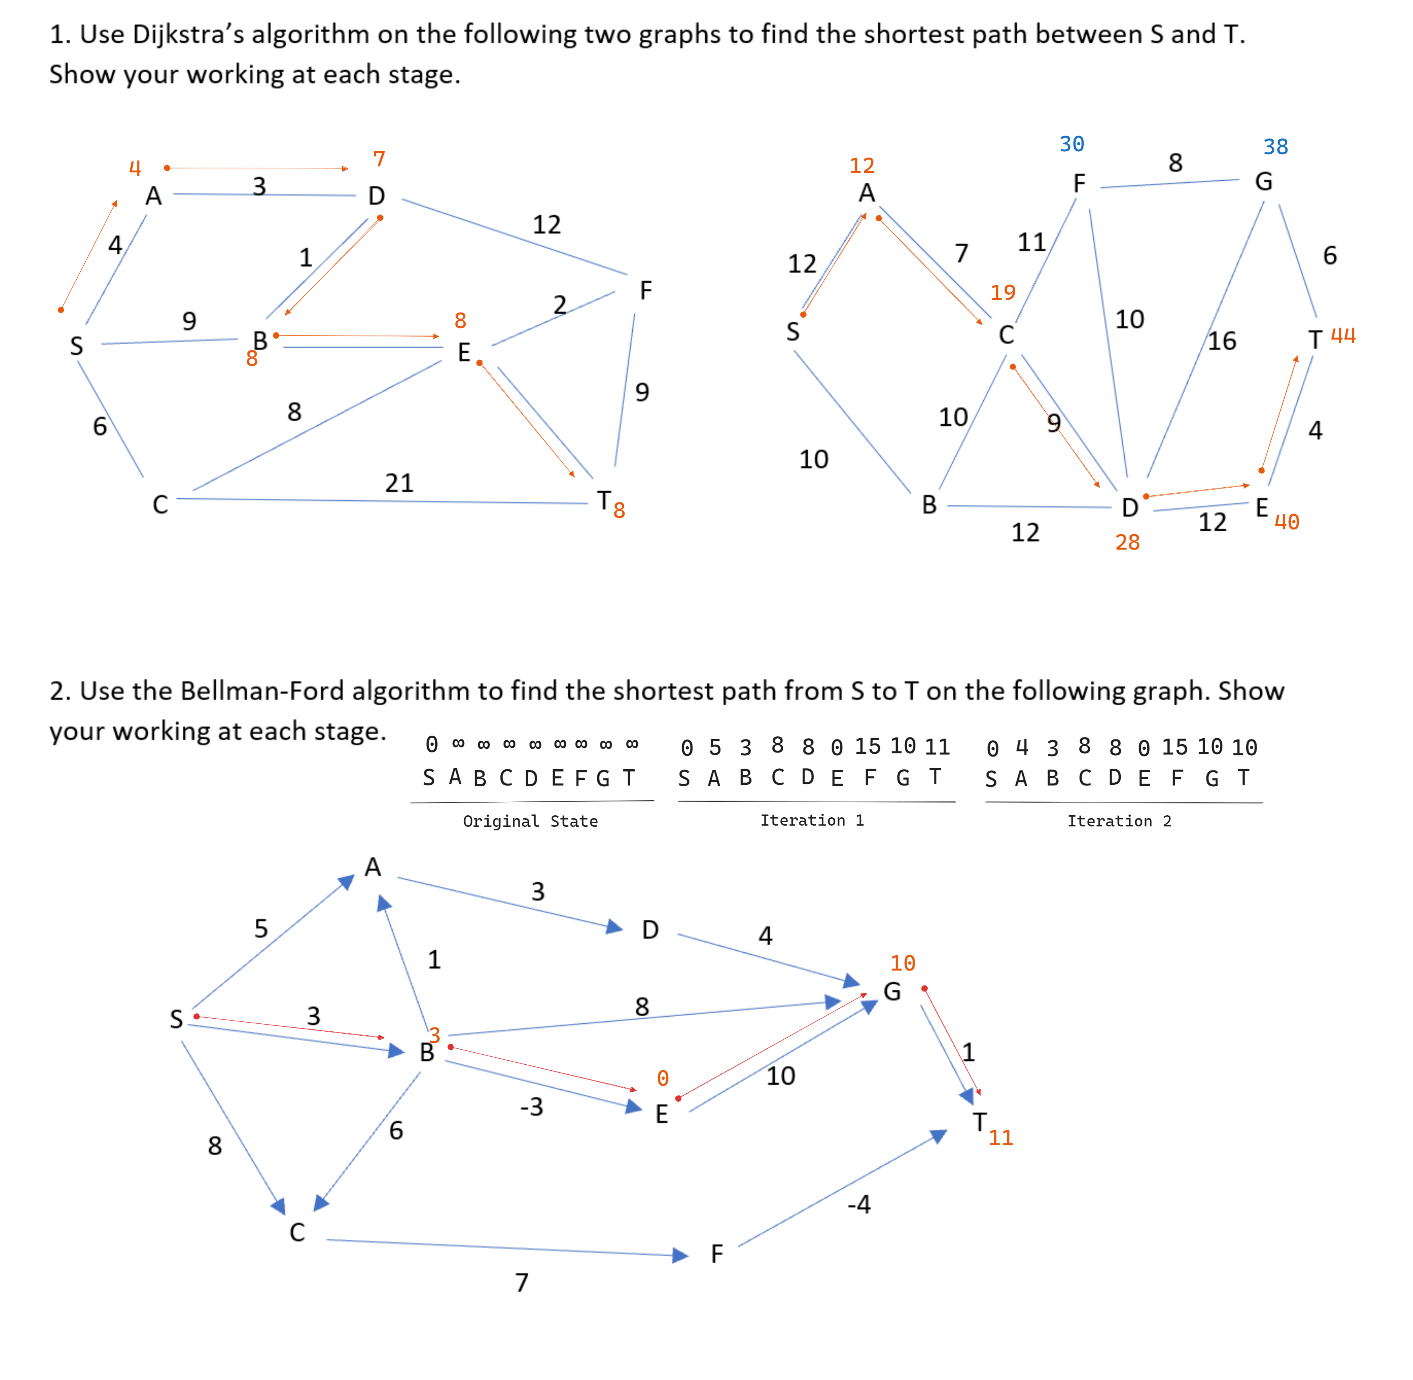 1. Use Dijkstra’s algorithm on the following two graphs to find the shortest path between S and T.
Show your working at each stage.
4
7
A
3
D
4
12
1
F
9
2
8
S
B
8
E
9
6
8
21
C
T
8
30
38
12
8
F
G
A
11
7
6
12
19
10
S
C
16
T
44
10
9
4
10
B
D
E
12
12
40
28
2. Use the Bellman-Ford algorithm to find the shortest path from S to T on the following graph. Show
your working at each stage.
0 ∞ ∞ ∞ ∞ ∞ ∞ ∞ ∞
S A B C D E F G T
Original State
0 5 3 8 8 0 15 10 11
S A B C D E F G T
Iteration 1
0 4 3 8 8 0 15 10 10
S A B C D E F G T
Iteration 2
A
3
5
D
4
1
10
G
8
S
3
3
B
1
0
10
-3
E
T
11
6
8
-4
C
F
7